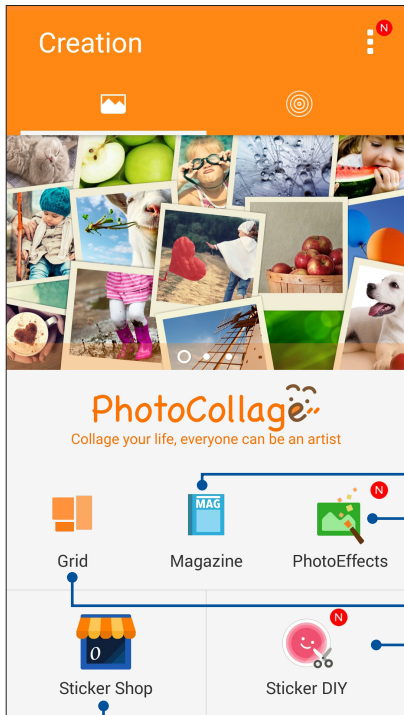 Creation
N
PhotoCollage
Collage your life, everyone can be an artist
MAG
N
Grid
Magazine
PhotoEffects
0
N
Sticker Shop
Sticker DIY